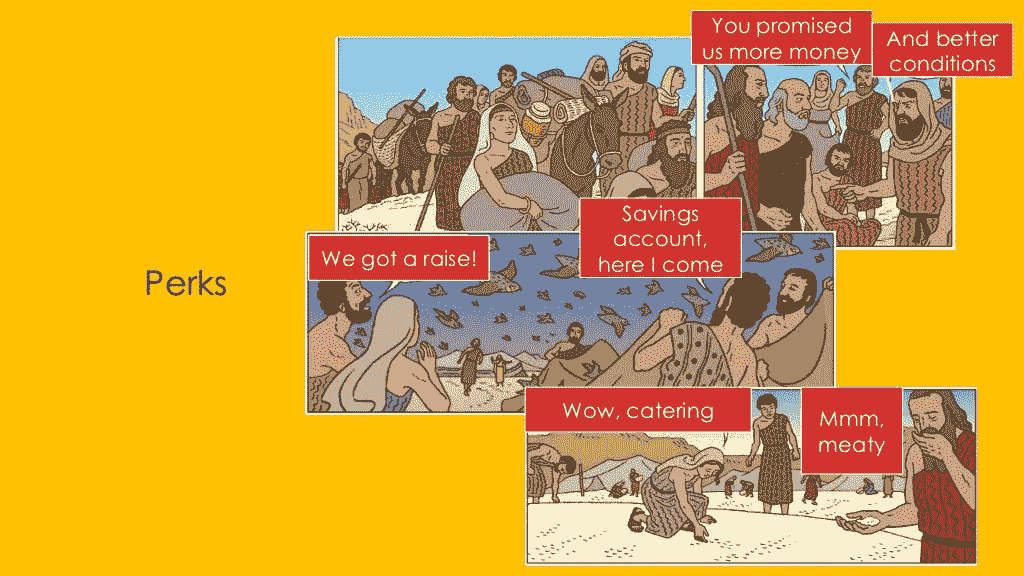 Perks
You promised
us more money
And better
conditions
We got a raise!
Savings
account,
here I come
Wow, catering
Mmm,
meaty